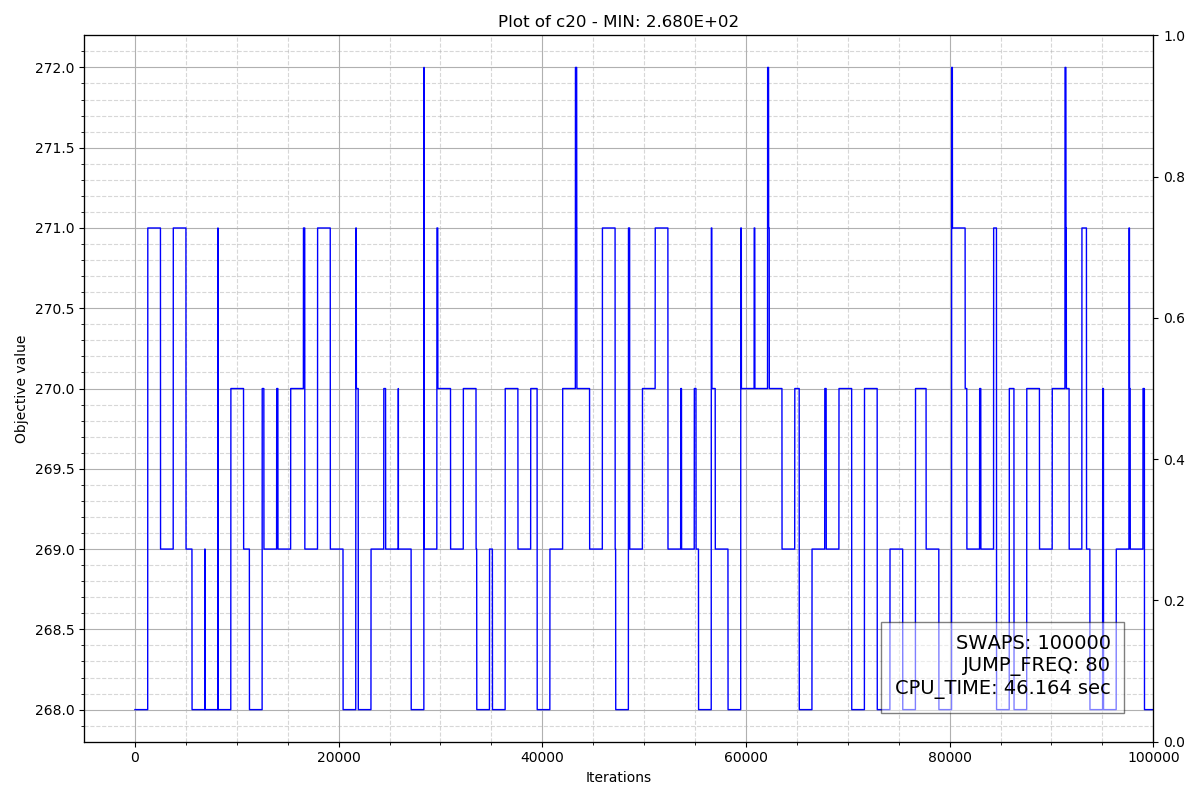 Plot of c20 - MIN: 2.680E+02
272.0
271.5
271.0
270.5
270.0
269.5
269.0
268.5
268.0
Objective value
1.0
0.8
0.6
0.4
0.2
0.0
SWAPS: 100000
JUMP_FREQ: 80
CPU_TIME: 46.164 sec
0 20000 40000 60000 80000 100000
Iterations